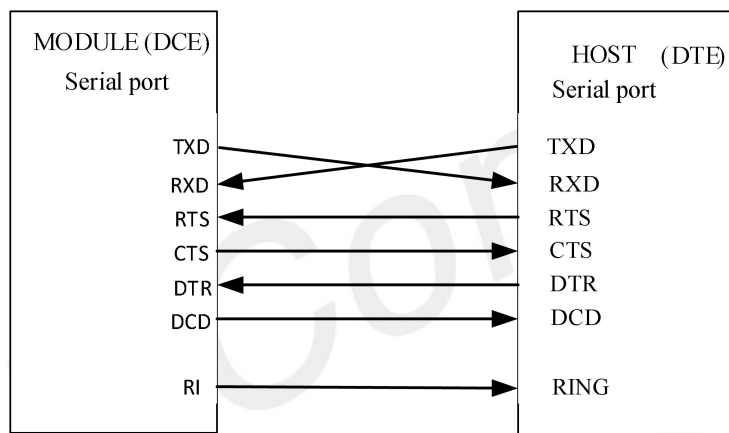 MODULE (DCE)
Serial port
TXD
RXD
RTS
CTS
DTR
DCD
RI
HOST (DTE)
Serial port
TXD
RXD
RTS
CTS
DTR
DCD
RING
Con